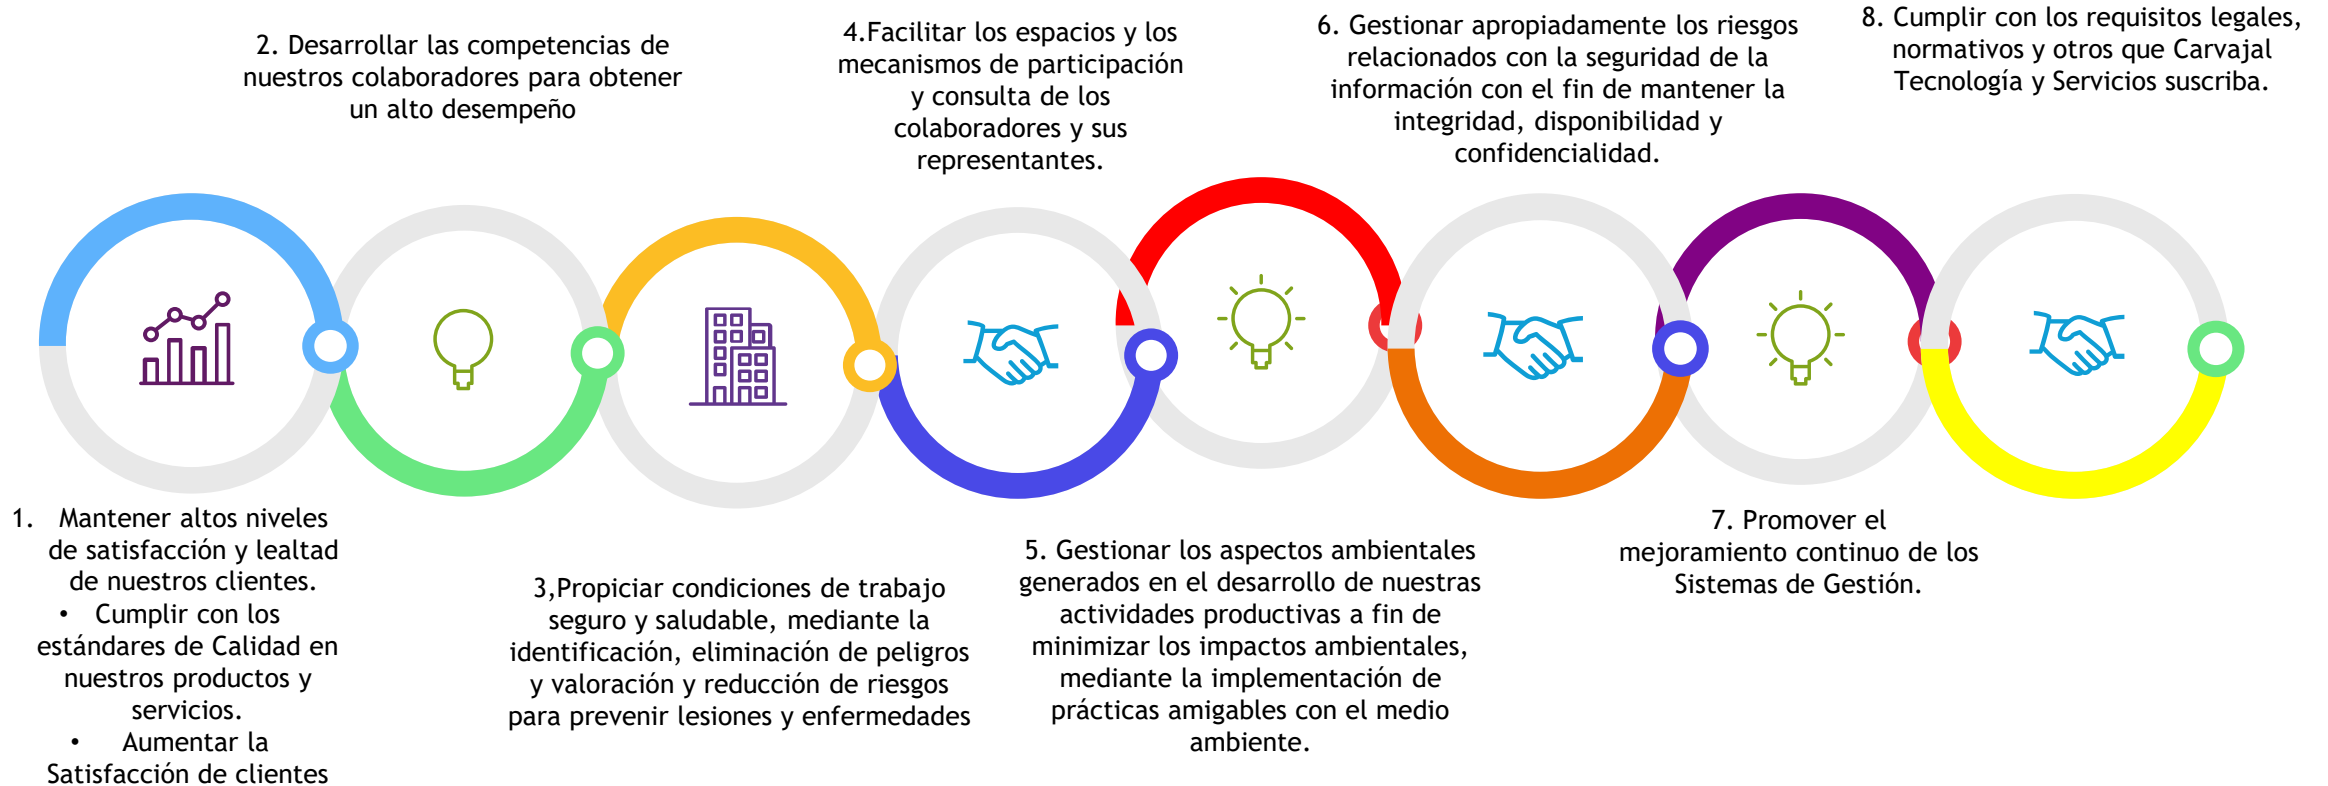 1. Mantener altos niveles
de satisfacción y lealtad
de nuestros clientes.
• Cumplir con los
estándares de Calidad en
nuestros productos y
servicios.
• Aumentar la
Satisfacción de clientes
2. Desarrollar las competencias de
nuestros colaboradores para obtener
un alto desempeño
3,Propiciar condiciones de trabajo
seguro y saludable, mediante la
identificación, eliminación de peligros
y valoración y reducción de riesgos
para prevenir lesiones y enfermedades
4.Facilitar los espacios y los
mecanismos de participación
y consulta de los
colaboradores y sus
representantes.
5. Gestionar los aspectos ambientales
generados en el desarrollo de nuestras
actividades productivas a fin de
minimizar los impactos ambientales,
mediante la implementación de
prácticas amigables con el medio
ambiente.
6. Gestionar apropiadamente los riesgos
relacionados con la seguridad de la
información con el fin de mantener la
integridad, disponibilidad y
confidencialidad.
7. Promover el
mejoramiento continuo de los
Sistemas de Gestión.
8. Cumplir con los requisitos legales,
normativos y otros que Carvajal
Tecnología y Servicios suscriba.